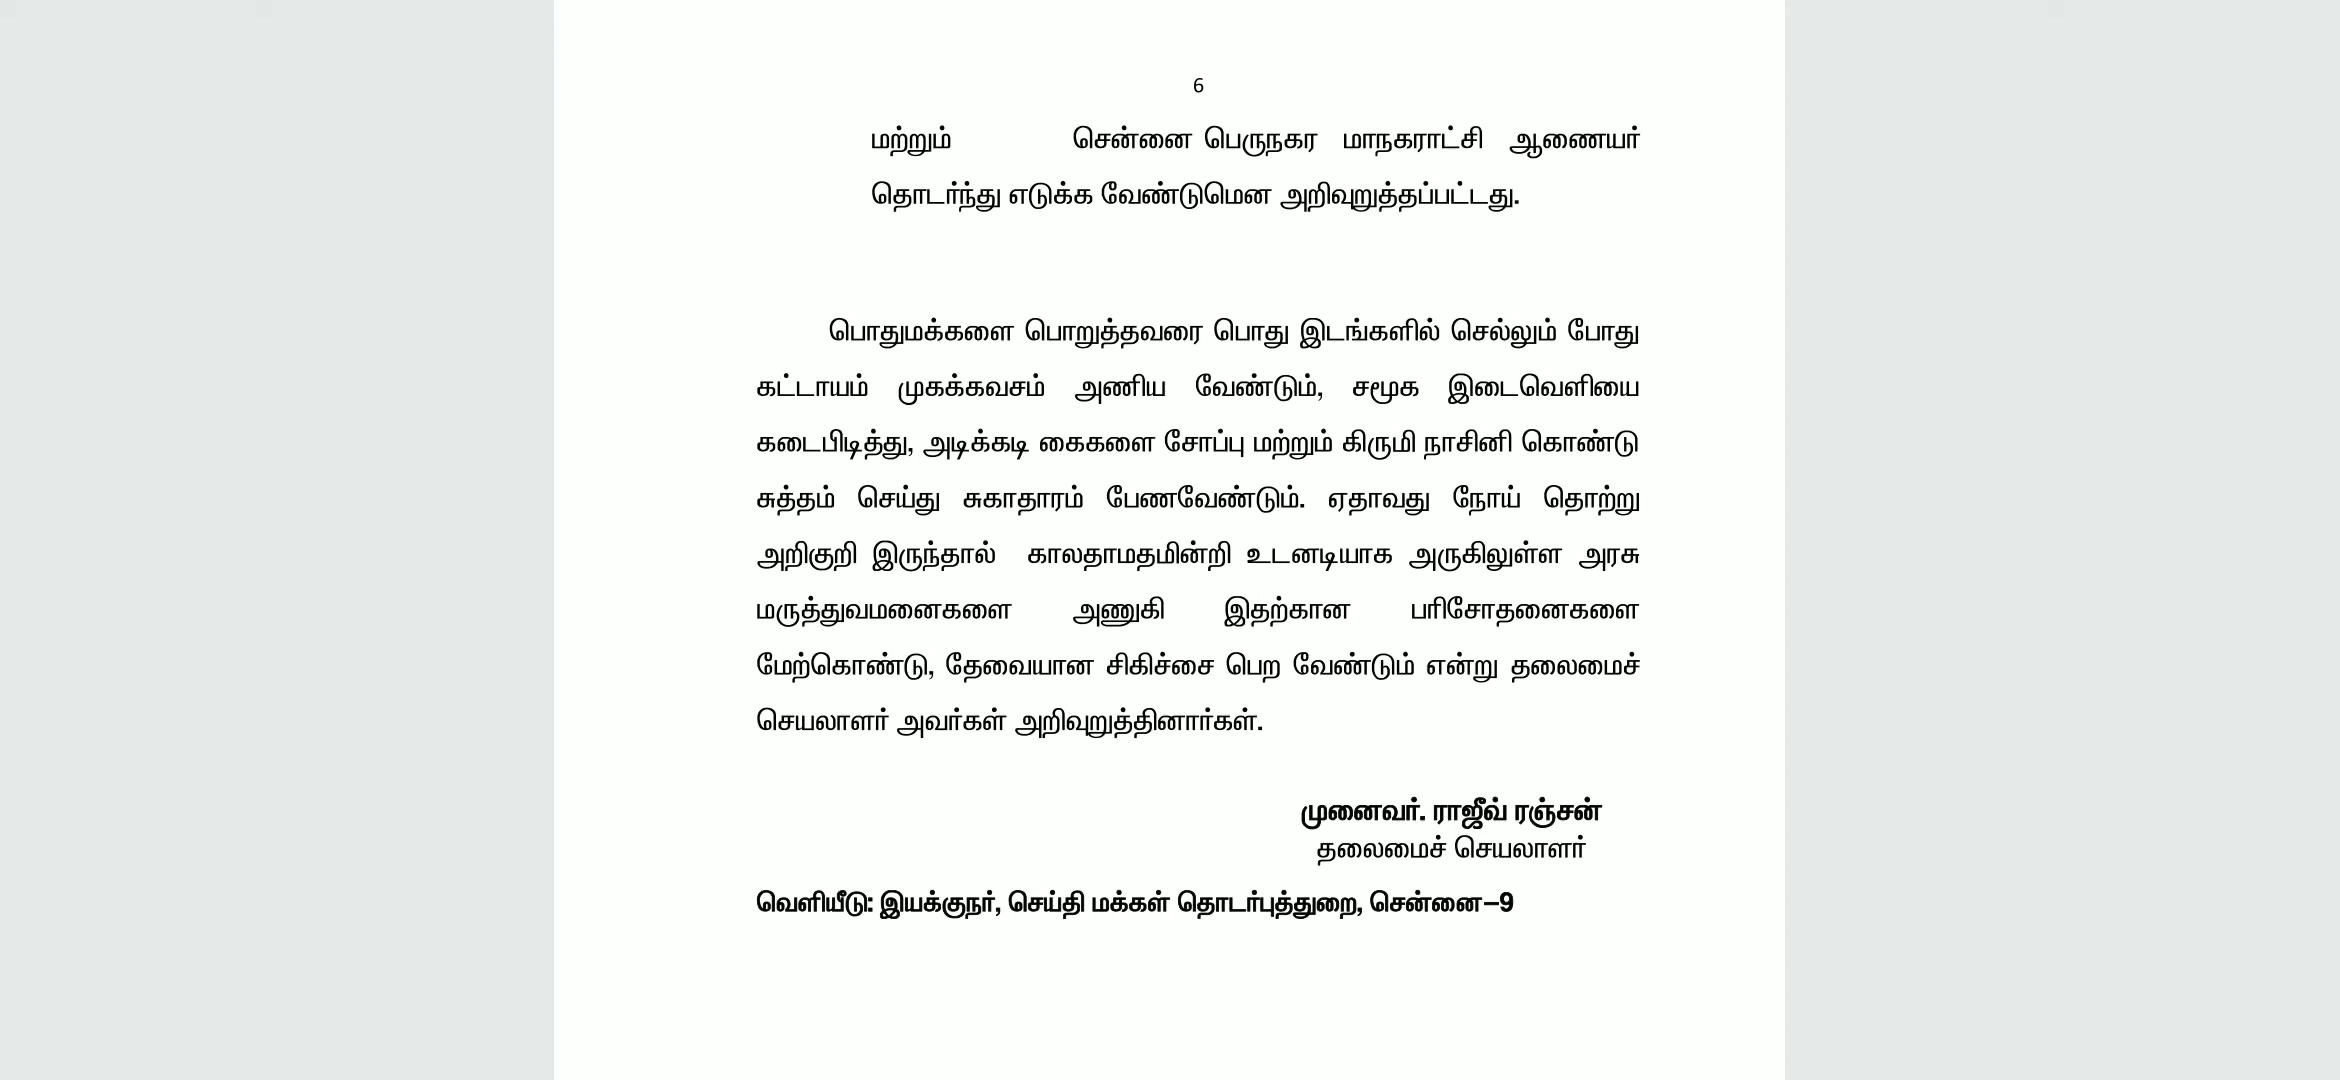 6
மற்றும் சென்னை பெருநகர மாநகராட்சி ஆணையர்
தொடர்ந்து எடுக்க வேண்டுமென அறிவுறுத்தப்பட்டது.
பொதுமக்களை பொறுத்தவரை பொது இடங்களில் செல்லும் போது
கட்டாயம் முகக்கவசம் அணிய வேண்டும், சமூக இடைவெளியை
கடைபிடித்து, அடிக்கடி கைகளை சோப்பு மற்றும் கிருமி நாசினி கொண்டு
சுத்தம் செய்து சுகாதாரம் பேணவேண்டும். ஏதாவது நோய் தொற்று
அறிகுறி இருந்தால் காலதாமதமின்றி உடனடியாக அருகிலுள்ள அரசு
மருத்துவமனைகளை அணுகி இதற்கான பரிசோதனைகளை
மேற்கொண்டு, தேவையான சிகிச்சை பெற வேண்டும் என்று தலைமைச்
செயலாளர் அவர்கள் அறிவுறுத்தினார்கள்.
முனைவர். ராஜீவ் ரஞ்சன்
தலைமைச் செயலாளர்
வெளியீடு: இயக்குநர், செய்தி மக்கள் தொடர்புத்துறை, சென்னை–9